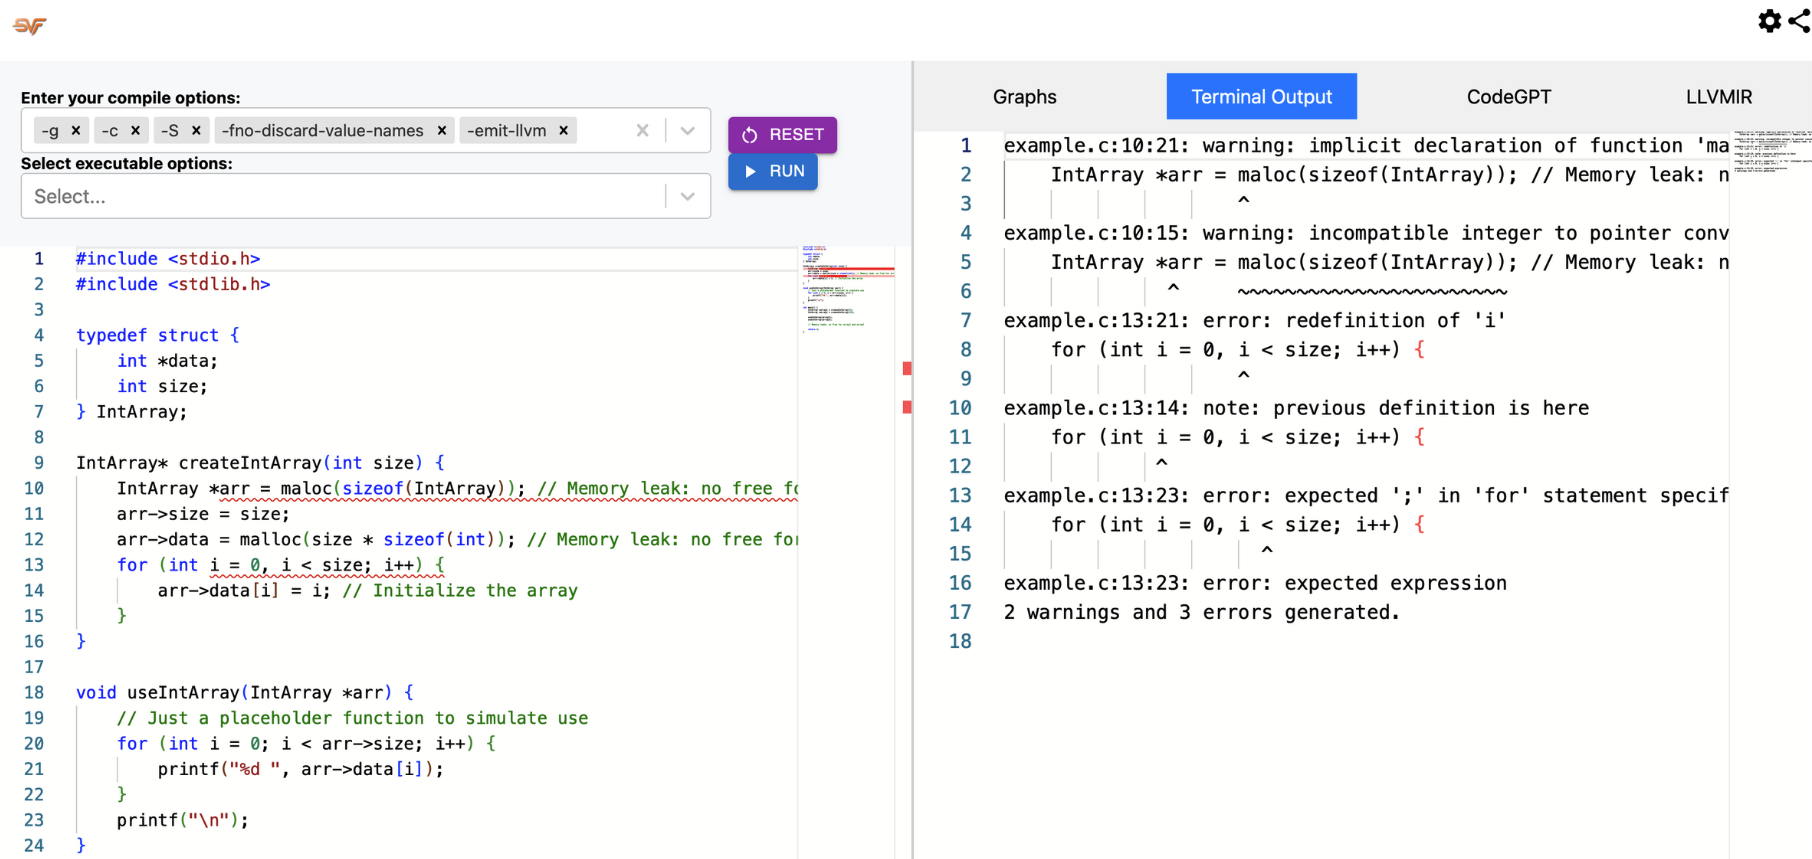 SVF
Enter your compile options:
-g × -c × -S × -fno-discard-value-names × -emit-llvm ×
RESET
Select executable options:
RUN
Select...
1 #include <stdio.h>
2 #include <stdlib.h>
3
4 typedef struct {
5     int *data;
6     int size;
7 } IntArray;
8
9 IntArray* createIntArray(int size) {
10     IntArray *arr = maloc(sizeof(IntArray)); // Memory leak: no free fo
11     arr->size = size;
12     arr->data = malloc(size * sizeof(int)); // Memory leak: no free for
13     for (int i = 0, i < size; i++) {
14         arr->data[i] = i; // Initialize the array
15     }
16 }
17
18 void useIntArray(IntArray *arr) {
19     // Just a placeholder function to simulate use
20     for (int i = 0; i < arr->size; i++) {
21         printf("%d ", arr->data[i]);
22     }
23     printf("\n");
24 }
Graphs Terminal Output CodeGPT LLVMIR
1 example.c:10:21: warning: implicit declaration of function 'ma
2     IntArray *arr = maloc(sizeof(IntArray)); // Memory leak: n
3                     ^
4 example.c:10:15: warning: incompatible integer to pointer conv
5     IntArray *arr = maloc(sizeof(IntArray)); // Memory leak: n
6               ^     ~~~~~~~~~~~~~~~~~~~~~~~
7 example.c:13:21: error: redefinition of 'i'
8     for (int i = 0, i < size; i++) {
9                     ^
10 example.c:13:14: note: previous definition is here
11     for (int i = 0, i < size; i++) {
12              ^
13 example.c:13:23: error: expected ';' in 'for' statement specif
14     for (int i = 0, i < size; i++) {
15                       ^
16 example.c:13:23: error: expected expression
17 2 warnings and 3 errors generated.
18